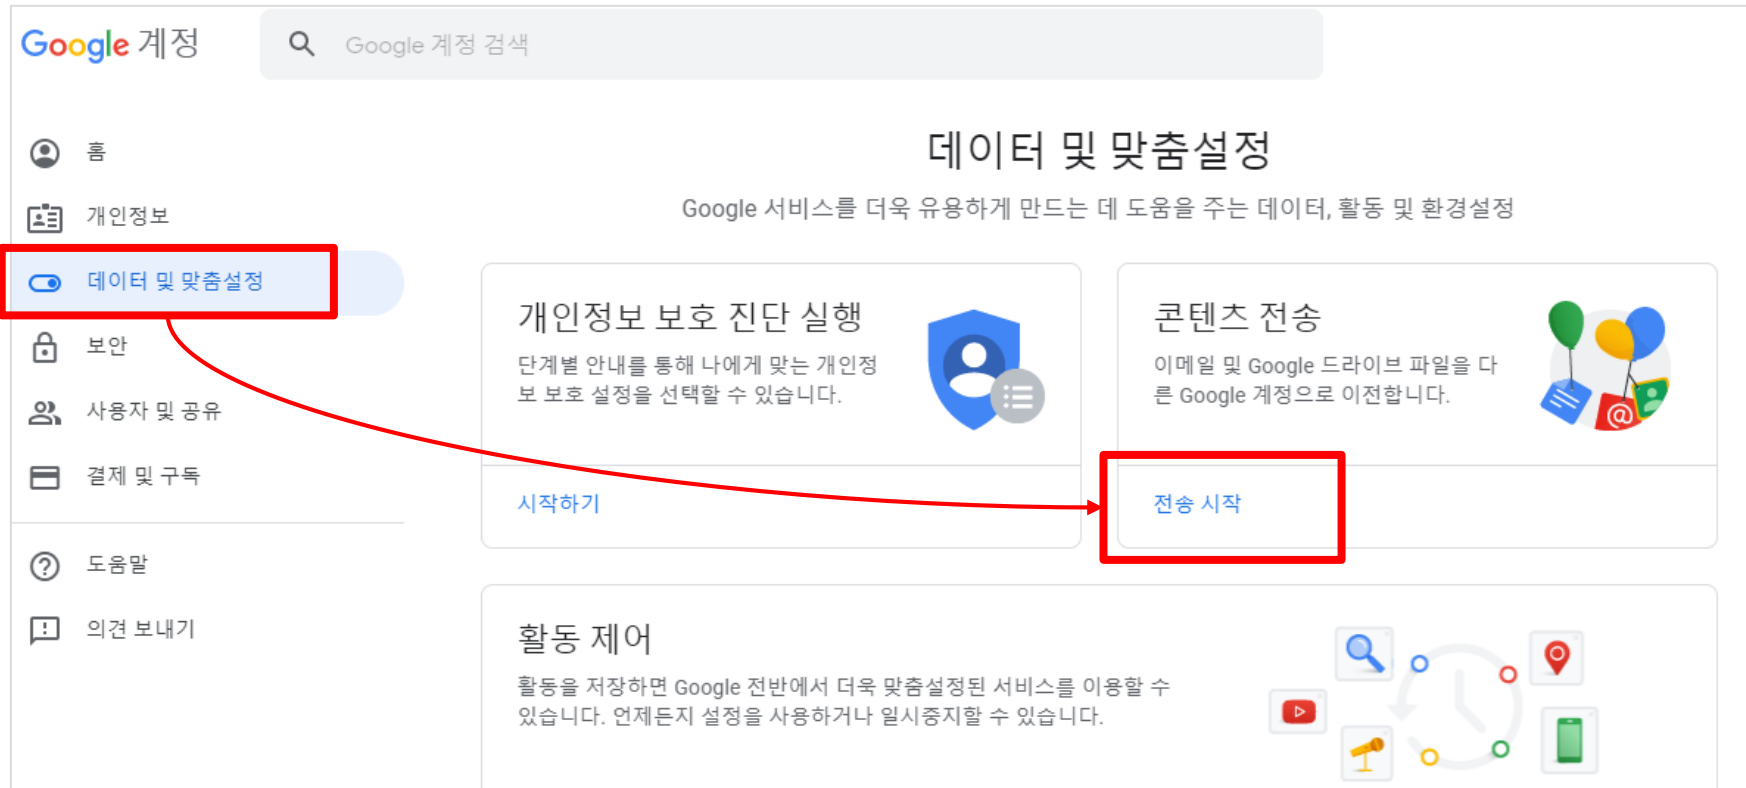 Google 계정
Google 계정 검색
홈
개인정보
데이터 및 맞춤설정
보안
사용자 및 공유
결제 및 구독
도움말
의견 보내기
데이터 및 맞춤설정
Google 서비스를 더욱 유용하게 만드는 데 도움을 주는 데이터, 활동 및 환경설정
개인정보 보호 진단 실행
단계별 안내를 통해 나에게 맞는 개인정
보 보호 설정을 선택할 수 있습니다.
시작하기
콘텐츠 전송
이메일 및 Google 드라이브 파일을 다
른 Google 계정으로 이전합니다.
전송 시작
활동 제어
활동을 저장하면 Google 전반에서 더욱 맞춤설정된 서비스를 이용할 수
있습니다. 언제든지 설정을 사용하거나 일시중지할 수 있습니다.